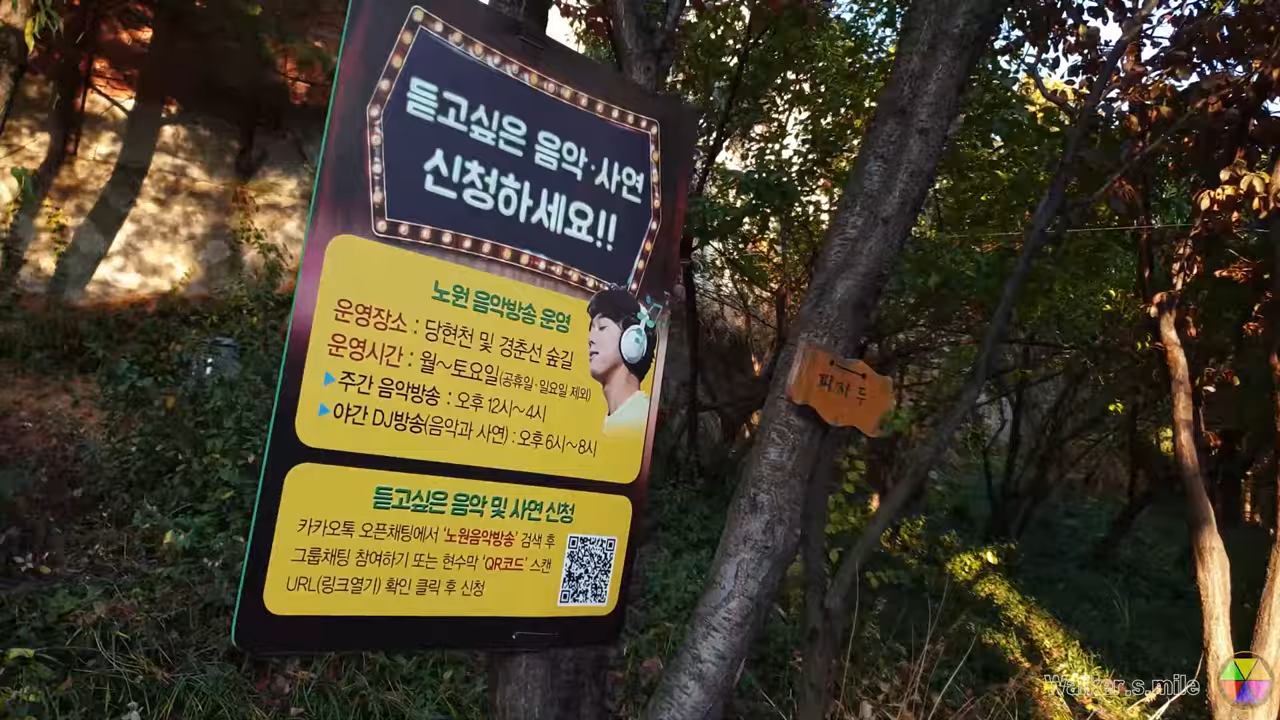 듣고싶은 음악·사연
신청하세요!!
노원 음악방송 운영
운영장소 : 당현천 및 경춘선 숲길
운영시간 : 월~토요일(공휴일·일요일 제외)
▶주간 음악방송 : 오후 12시~4시
▶야간 DJ방송(음악과 사연) : 오후 6시~8시
듣고싶은 음악 및 사연 신청
카카오톡 오픈채팅에서 '노원음악방송' 검색 후
그룹채팅 참여하기 또는 현수막 'QR코드' 스캔
URL(링크열기) 확인 클릭 후 신청
Walker.s.mile